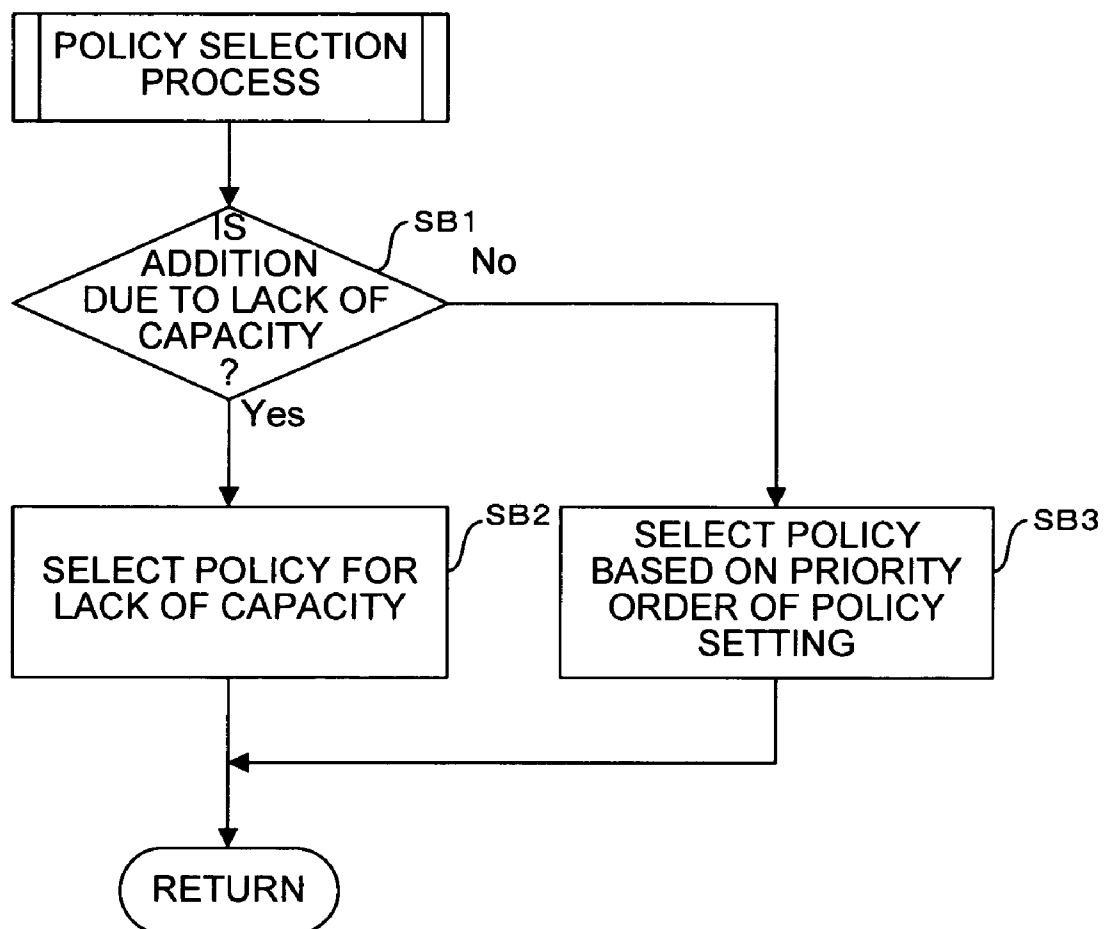 POLICY SELECTION
PROCESS
IS
ADDITION
DUE TO LACK OF
CAPACITY
?
SB1
No
Yes
SELECT POLICY FOR
LACK OF CAPACITY
SB2
SELECT POLICY
BASED ON PRIORITY
ORDER OF POLICY
SETTING
SB3
RETURN